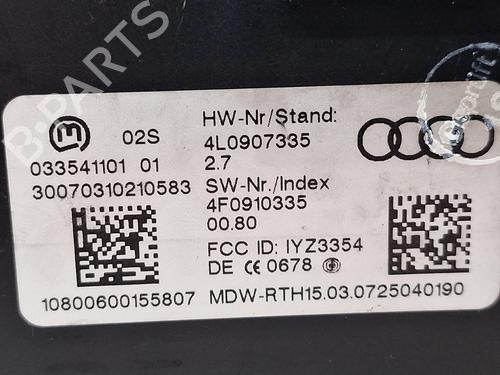 B-PARTS
02S
033541101 01
30070310210583
HW-Nr/Stand:
4L0907335
2.7
SW-Nr./Index
4F0910335
00.80
FCC ID: IYZ3354
DE CE 0678
10800600155807
MDW-RTH15.03.0725040190